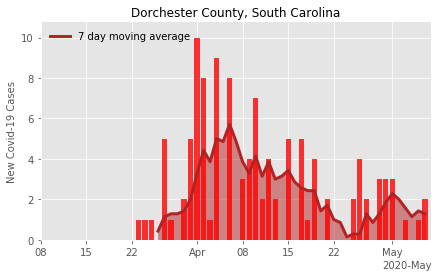 Dorchester County, South Carolina
7 day moving average
New Covid-19 Cases
10
8
6
4
2
0
08 15 22 Apr 08 15 22 May
2020-May